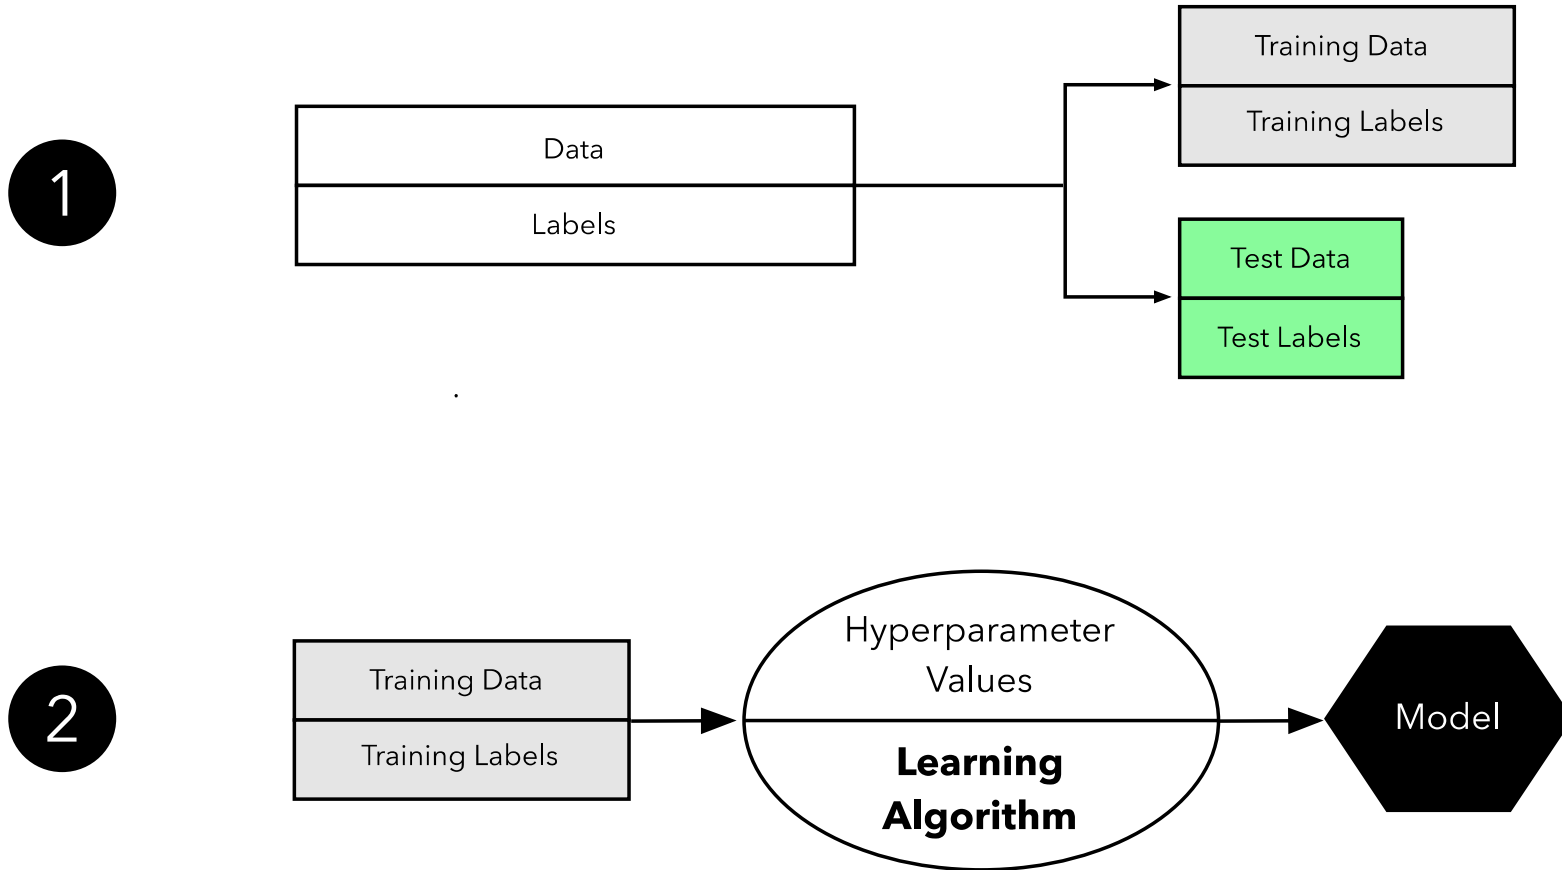 1
Data
Labels
Training Data
Training Labels
Test Data
Test Labels
.
2
Training Data
Training Labels
Hyperparameter
Values
Learning
Algorithm
Model